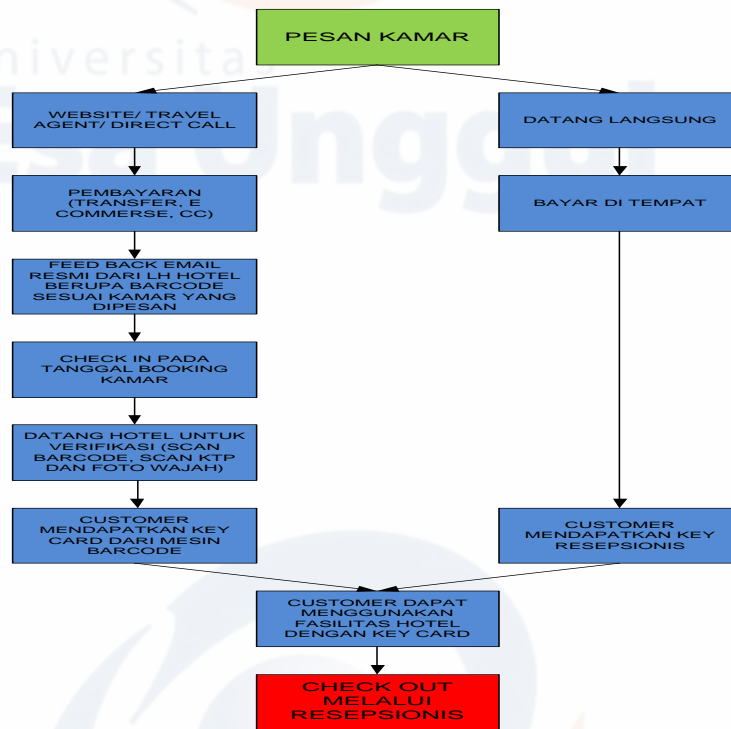 PESAN KAMAR
niversitas
Esa Unggul
WEBSITE/ TRAVEL
AGENT/ DIRECT CALL
DATANG LANGSUNG
PEMBAYARAN
(TRANSFER, E
COMMERSE, CC)
BAYAR DI TEMPAT
FEED BACK EMAIL
RESMI DARI LH HOTEL
BERUPA BARCODE
SESUAI KAMAR YANG
DIPESAN
CHECK IN PADA
TANGGAL BOOKING
KAMAR
DATANG HOTEL UNTUK
VERIFIKASI (SCAN
BARCODE, SCAN KTP
DAN FOTO WAJAH)
CUSTOMER
MENDAPATKAN KEY
CARD DARI MESIN
BARCODE
CUSTOMER
MENDAPATKAN KEY
RESEPSIONIS
CUSTOMER DAPAT
MENGGUNAKAN
FASILITAS HOTEL
DENGAN KEY CARD
CHECK OUT
MELALUI
RESEPSIONIS